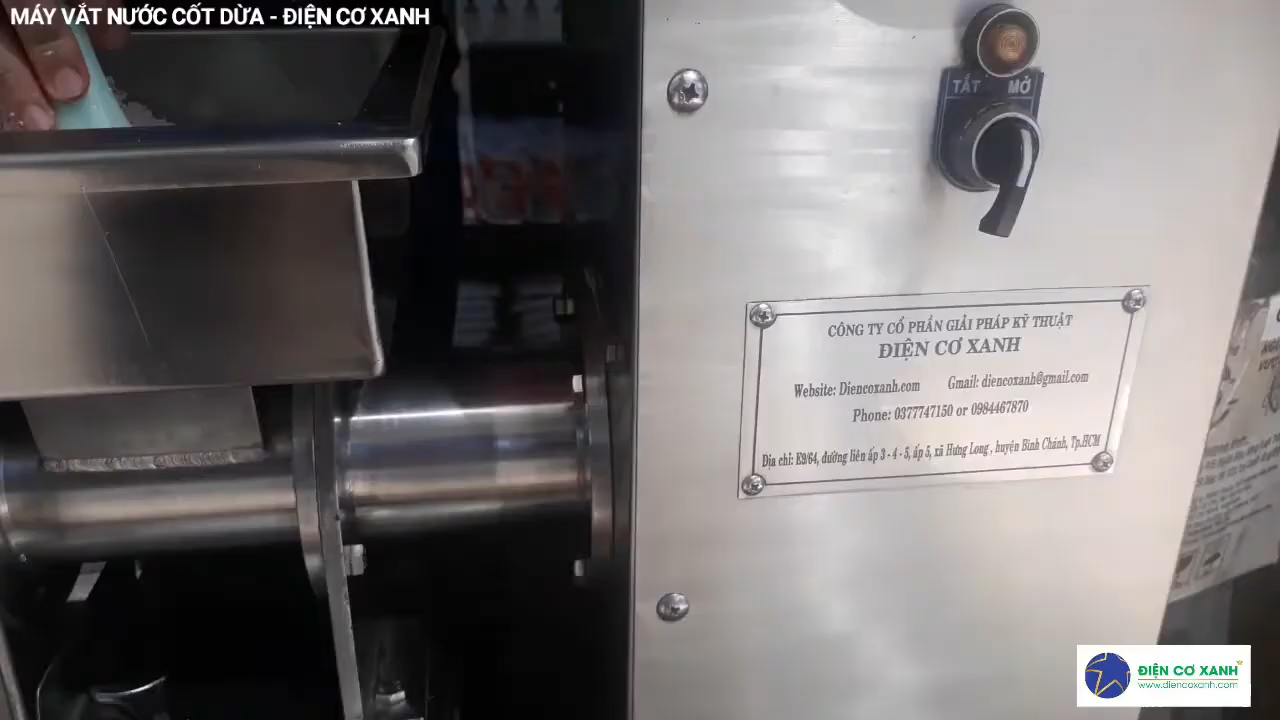 MÁY VẮT NƯỚC CỐT DỪA - ĐIỆN CƠ XANH
TẮT MỞ
CÔNG TY CỔ PHẦN GIẢI PHÁP KỸ THUẬT
ĐIỆN CƠ XANH
Website: Diencoxanh.com Gmail: diencoxanh@gmail.com
Phone: 0377747150 or 0984467870
Địa chỉ: E9/64, đường liên ấp 3 - 4 - 5, ấp 5, xã Hưng Long, huyện Bình Chánh, Tp.HCM
ĐIỆN CƠ XANH
www.diencoxanh.com